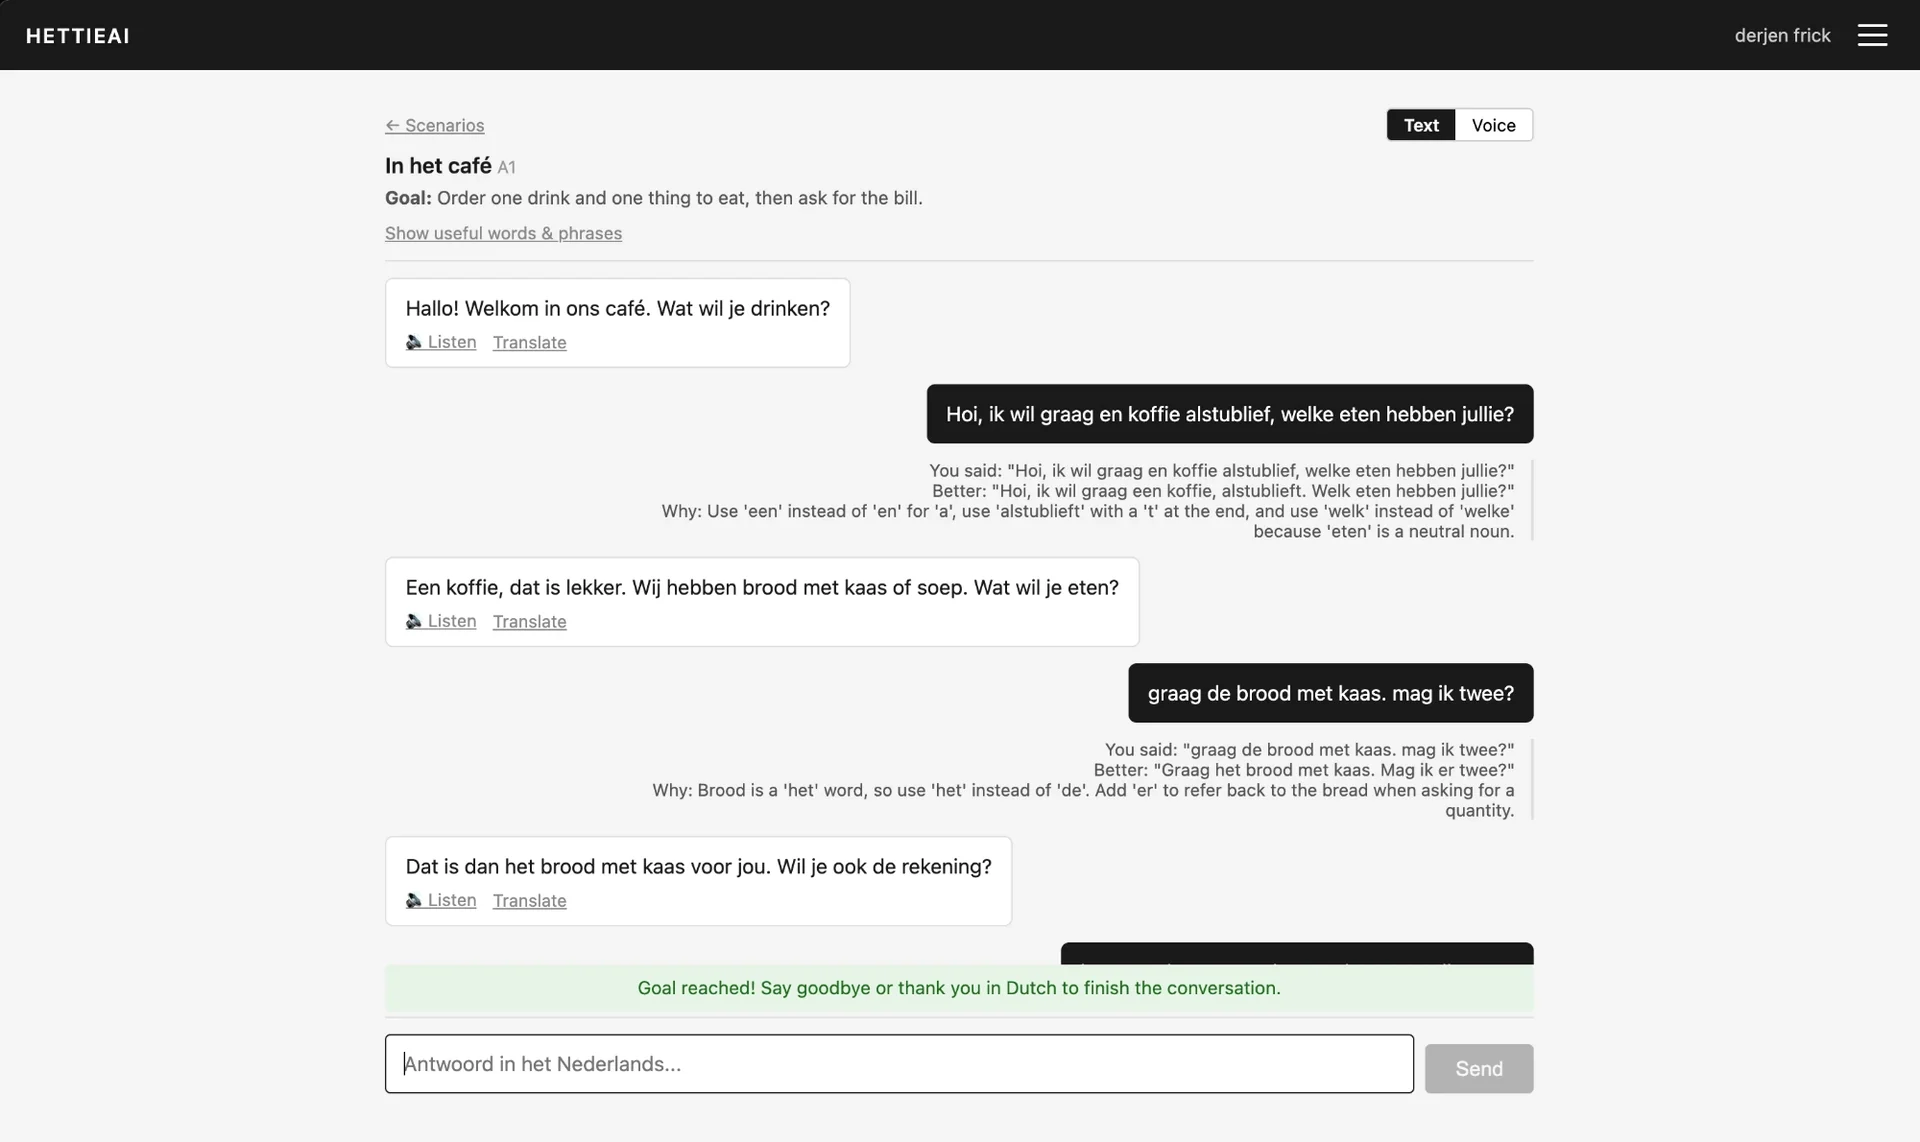 HETTIEAI
derjen frick
← Scenarios
Text
Voice
In het café A1
Goal: Order one drink and one thing to eat, then ask for the bill.
Show useful words & phrases
Hallo! Welkom in ons café. Wat wil je drinken?
Listen Translate
Hoi, ik wil graag en koffie alstublief, welke eten hebben jullie?
You said: "Hoi, ik wil graag en koffie alstublief, welke eten hebben jullie?"
Better: "Hoi, ik wil graag een koffie, alstublieft. Welk eten hebben jullie?"
Why: Use 'een' instead of 'en' for 'a', use 'alstublieft' with a 't' at the end, and use 'welk' instead of 'welke'
because 'eten' is a neutral noun.
Een koffie, dat is lekker. Wij hebben brood met kaas of soep. Wat wil je eten?
Listen Translate
graag de brood met kaas. mag ik twee?
You said: "graag de brood met kaas. mag ik twee?"
Better: "Graag het brood met kaas. Mag ik er twee?"
Why: Brood is a 'het' word, so use 'het' instead of 'de'. Add 'er' to refer back to the bread when asking for a
quantity.
Dat is dan het brood met kaas voor jou. Wil je ook de rekening?
Listen Translate
Goal reached! Say goodbye or thank you in Dutch to finish the conversation.
Antwoord in het Nederlands...
Send